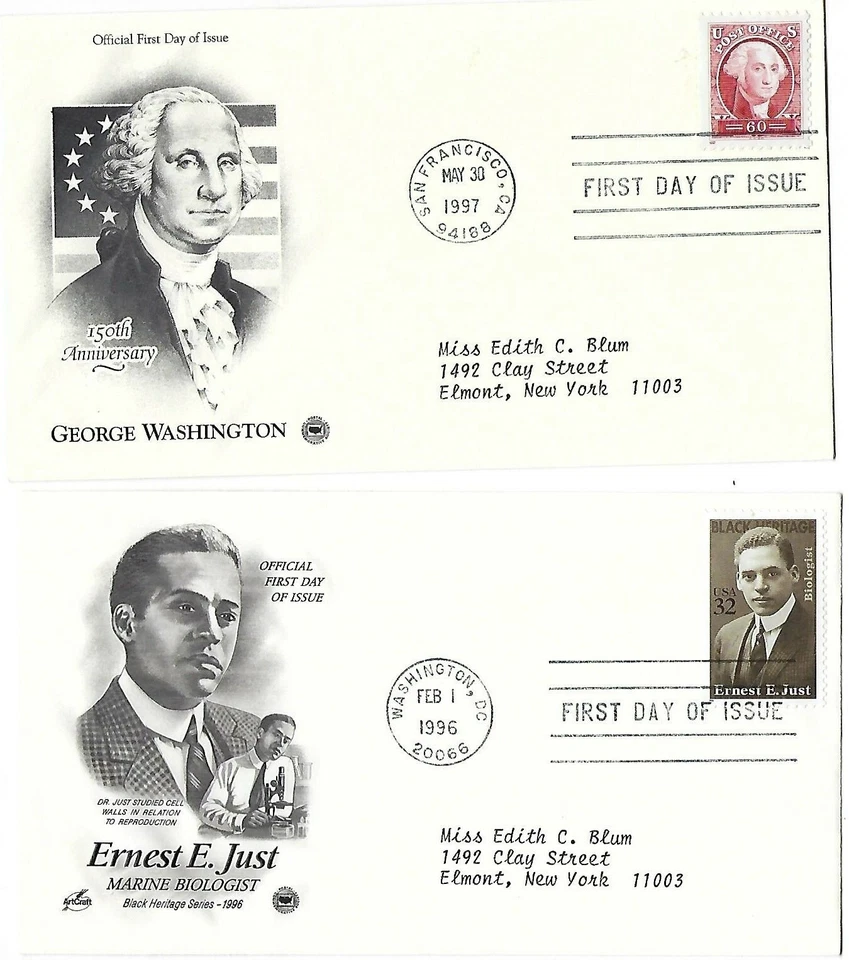 Official First Day of Issue
150th
Anniversary
GEORGE WASHINGTON
SAN FRANCISCO, CA
MAY 30
1997
94188
U S
POST OFFICE
60
FIRST DAY OF ISSUE
Miss Edith C. Blum
1492 Clay Street
Elmont, New York 11003
OFFICIAL
FIRST DAY
OF ISSUE
DR. JUST STUDIED CELL
WALLS IN RELATION
TO REPRODUCTION
Ernest E. Just
MARINE BIOLOGIST
ArtCraft
Black Heritage Series - 1996
WASHINGTON, DC
FEB 1
1996
20066
BLACK HERITAGE
Biologist
USA
32
Ernest E. Just
FIRST DAY OF ISSUE
Miss Edith C. Blum
1492 Clay Street
Elmont, New York 11003